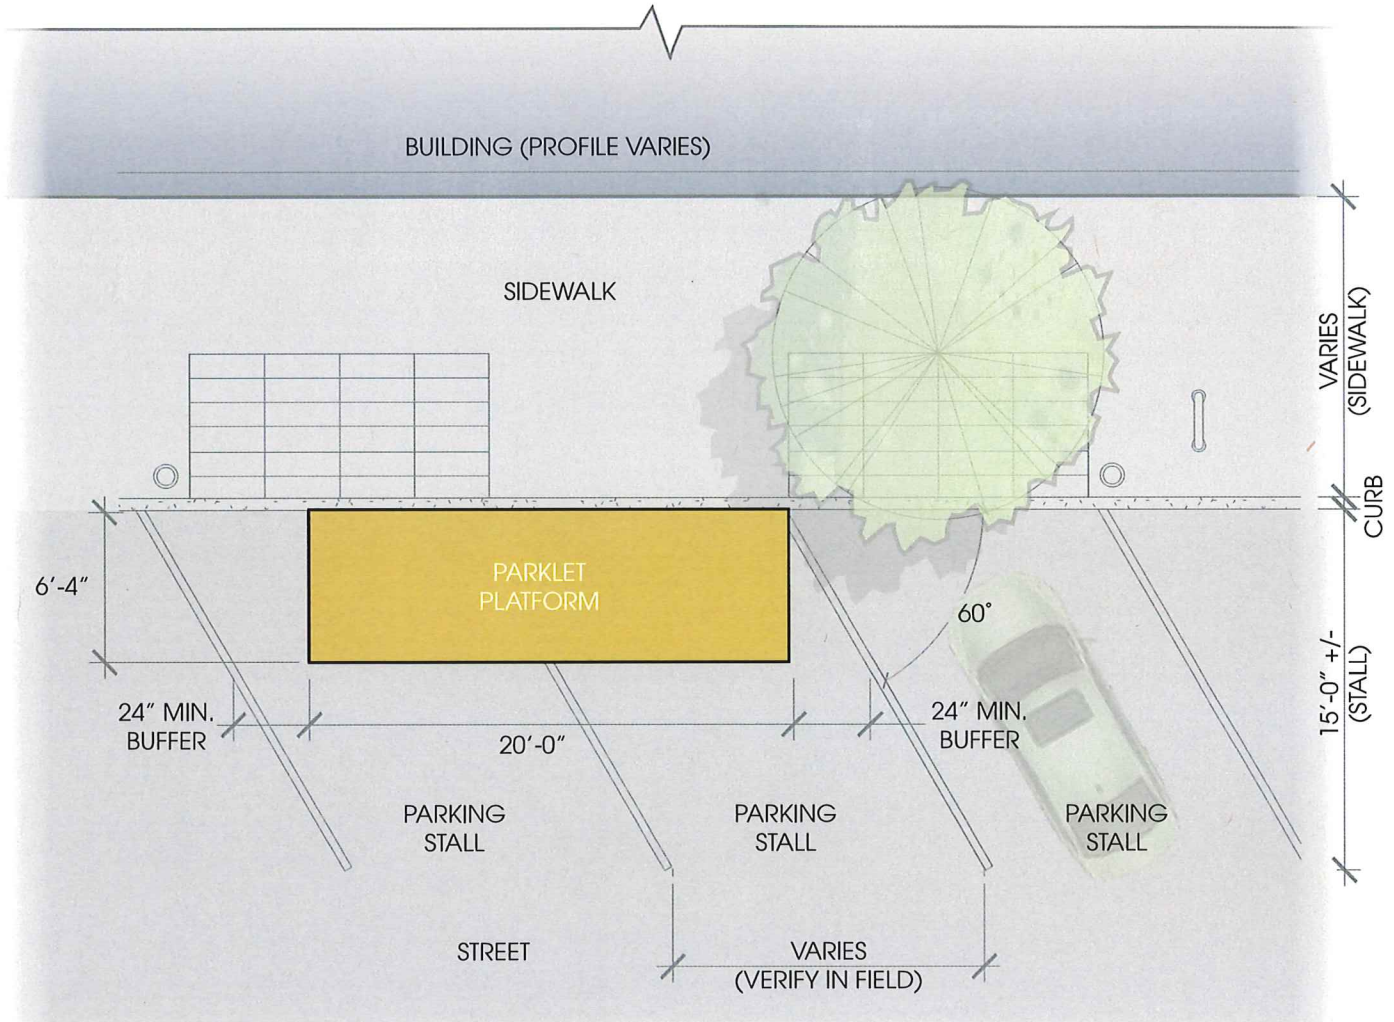 BUILDING (PROFILE VARIES)
SIDEWALK
VARIES
(SIDEWALK)
CURB
6'-4"
PARKLET
PLATFORM
60°
15'-0" +/-
(STALL)
24" MIN.
BUFFER
20'-0"
24" MIN.
BUFFER
PARKING
STALL
PARKING
STALL
PARKING
STALL
STREET
VARIES
(VERIFY IN FIELD)